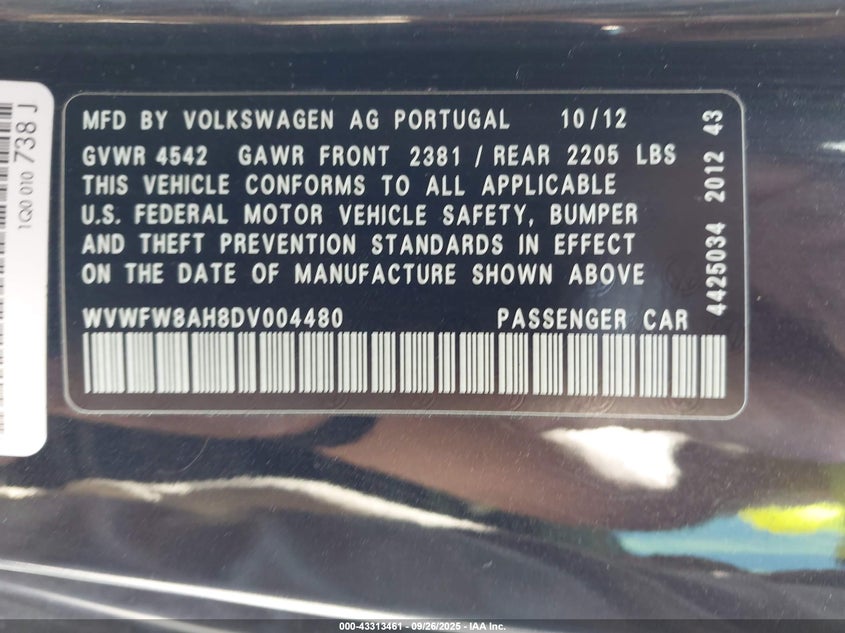 MFD BY VOLKSWAGEN AG PORTUGAL 10/12
GVWR 4542 GAWR FRONT 2381 / REAR 2205 LBS
THIS VEHICLE CONFORMS TO ALL APPLICABLE
U.S. FEDERAL MOTOR VEHICLE SAFETY, BUMPER
AND THEFT PREVENTION STANDARDS IN EFFECT
ON THE DATE OF MANUFACTURE SHOWN ABOVE
WVWFW8AH8DV004480 PASSENGER CAR
4425034 2012 43
1Q0 010 738 J
000-43313461 - 09/26/2025 - IAA Inc.